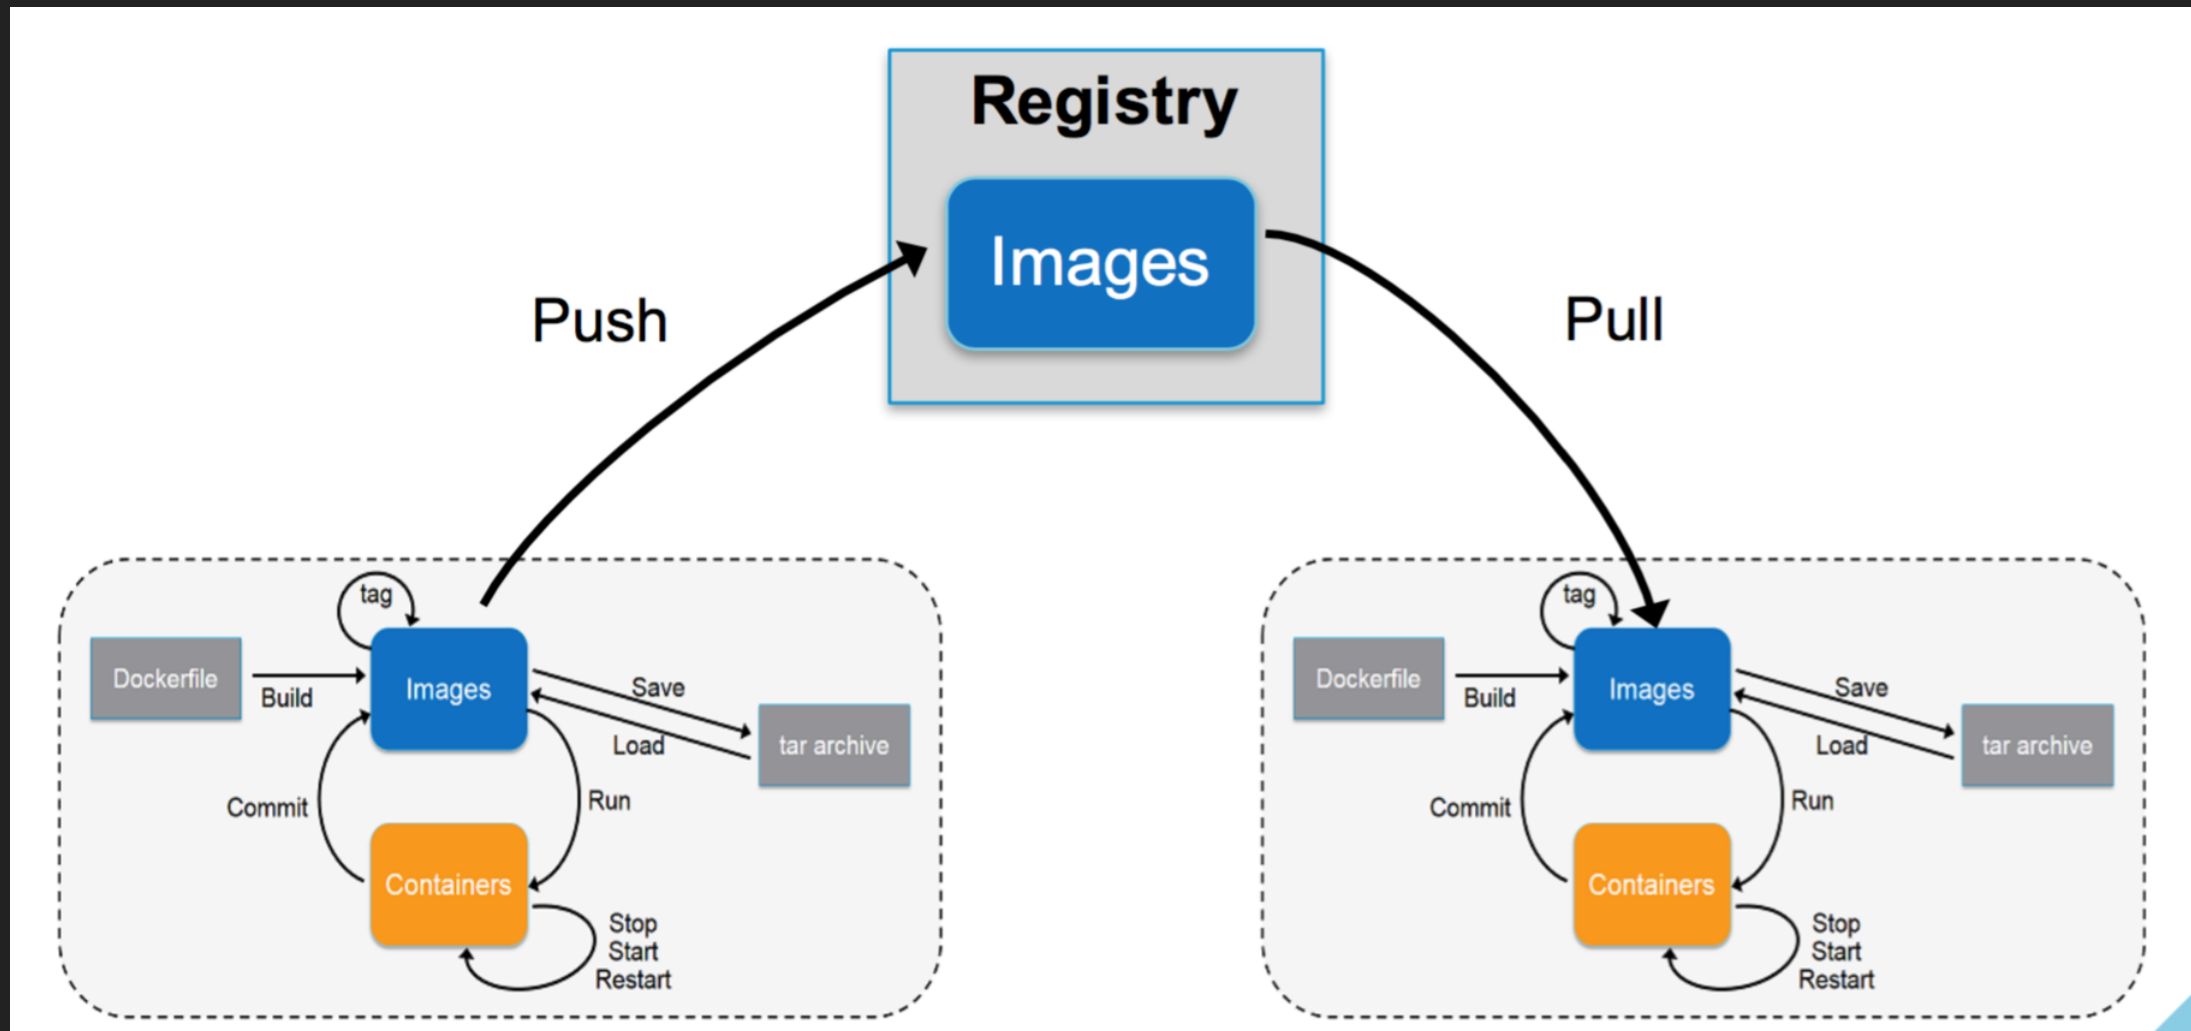 Registry
Images
Push
Pull
tag
Dockerfile
Build
Images
Save
Load
tar archive
Commit
Run
Containers
Stop
Start
Restart
tag
Dockerfile
Build
Images
Save
Load
tar archive
Commit
Run
Containers
Stop
Start
Restart